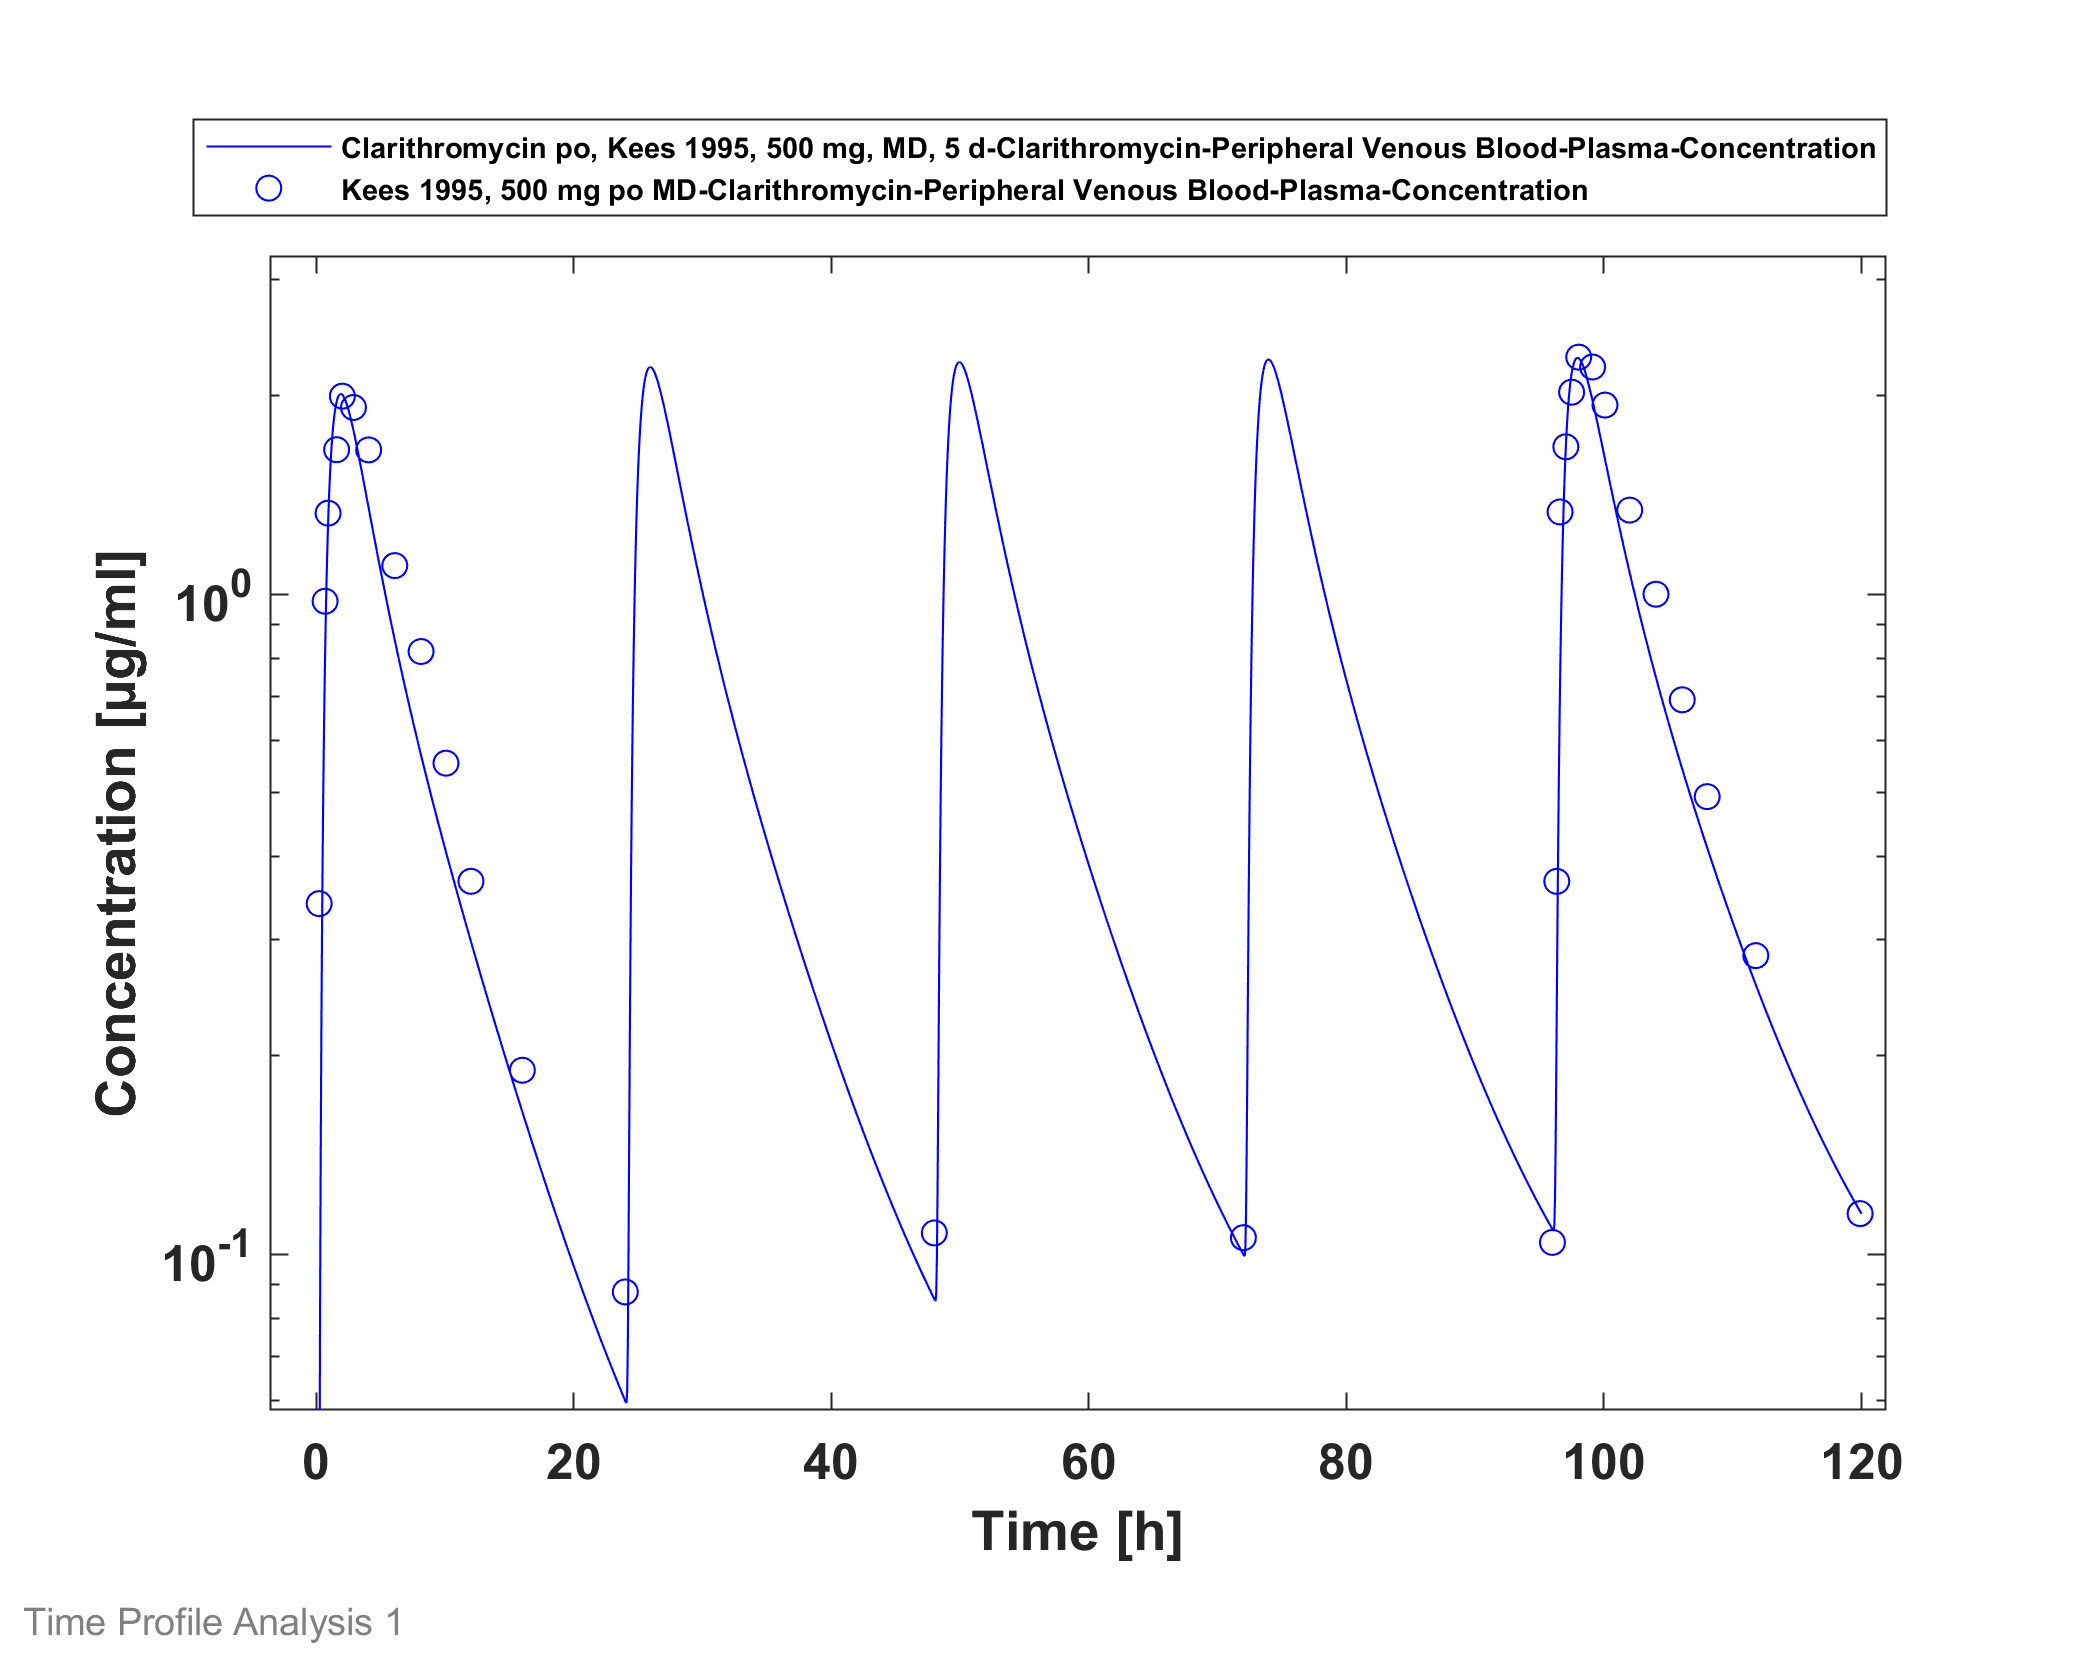 Clarithromycin po, Kees 1995, 500 mg, MD, 5 d-Clarithromycin-Peripheral Venous Blood-Plasma-Concentration
Kees 1995, 500 mg po MD-Clarithromycin-Peripheral Venous Blood-Plasma-Concentration
Concentration [µg/ml]
10^0
10^-1
0 20 40 60 80 100 120
Time [h]
Time Profile Analysis 1